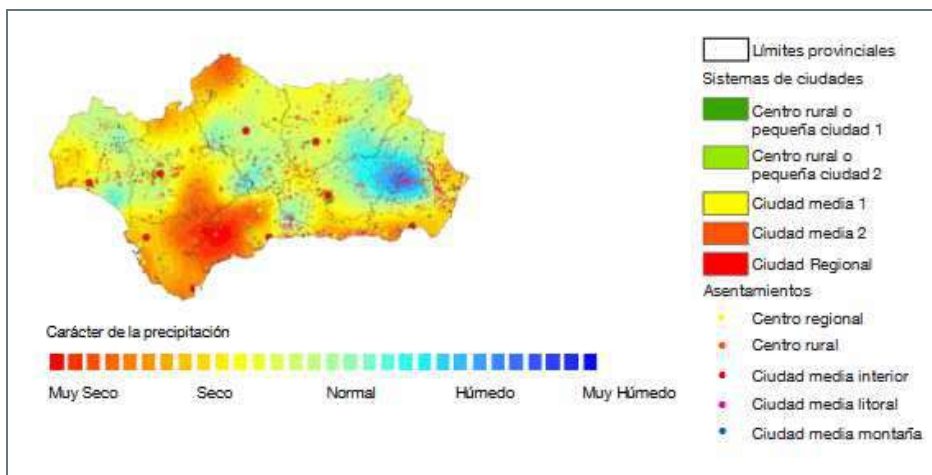 Límites provinciales
Sistemas de ciudades
Centro rural o
pequeña ciudad 1
Centro rural o
pequeña ciudad 2
Ciudad media 1
Ciudad media 2
Ciudad Regional
Asentamientos
Centro regional
Centro rural
Ciudad media interior
Ciudad media litoral
Ciudad media montaña
Carácter de la precipitación
Muy Seco Seco Normal Húmedo Muy Húmedo